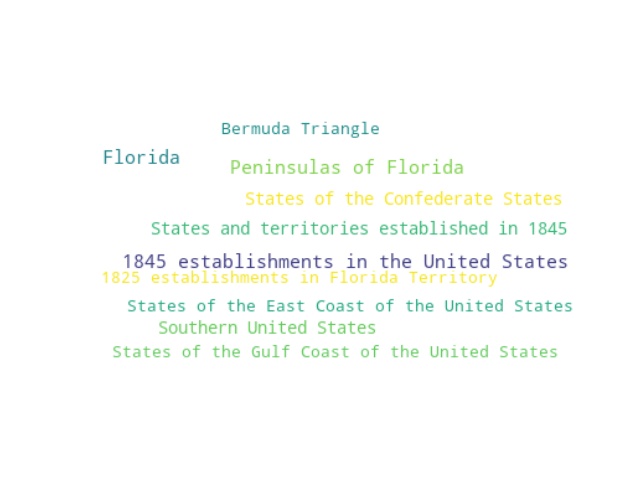 Bermuda Triangle
Florida
Peninsulas of Florida
States of the Confederate States
States and territories established in 1845
1845 establishments in the United States
1825 establishments in Florida Territory
States of the East Coast of the United States
Southern United States
States of the Gulf Coast of the United States